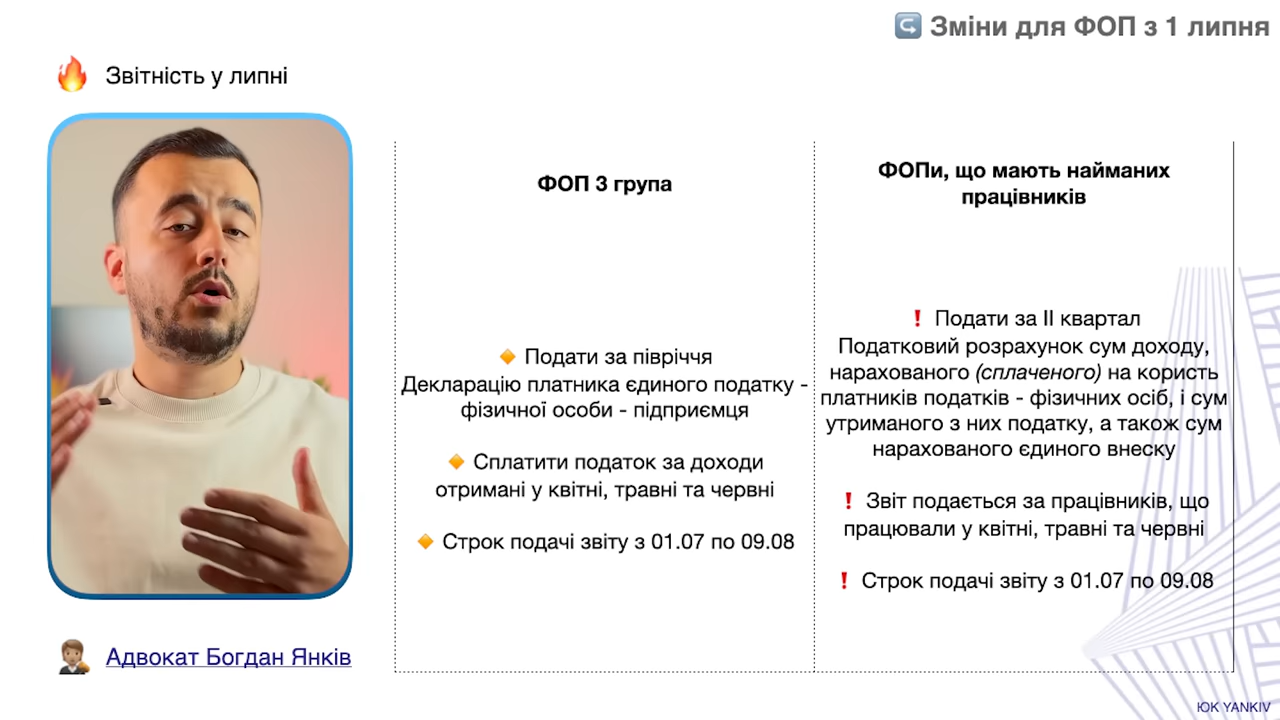 Зміни для ФОП з 1 липня
Звітність у липні
ФОП 3 група
Подати за півріччя
Декларацію платника єдиного податку -
фізичної особи - підприємця
Сплатити податок за доходи
отримані у квітні, травні та червні
Строк подачі звіту з 01.07 по 09.08
ФОПи, що мають найманих
працівників
Подати за ІІ квартал
Податковий розрахунок сум доходу,
нарахованого (сплаченого) на користь
платників податків - фізичних осіб, і сум
утриманого з них податку, а також сум
нарахованого єдиного внеску
Звіт подається за працівників, що
працювали у квітні, травні та червні
Строк подачі звіту з 01.07 по 09.08
Адвокат Богдан Янків
ЮК YANKIV